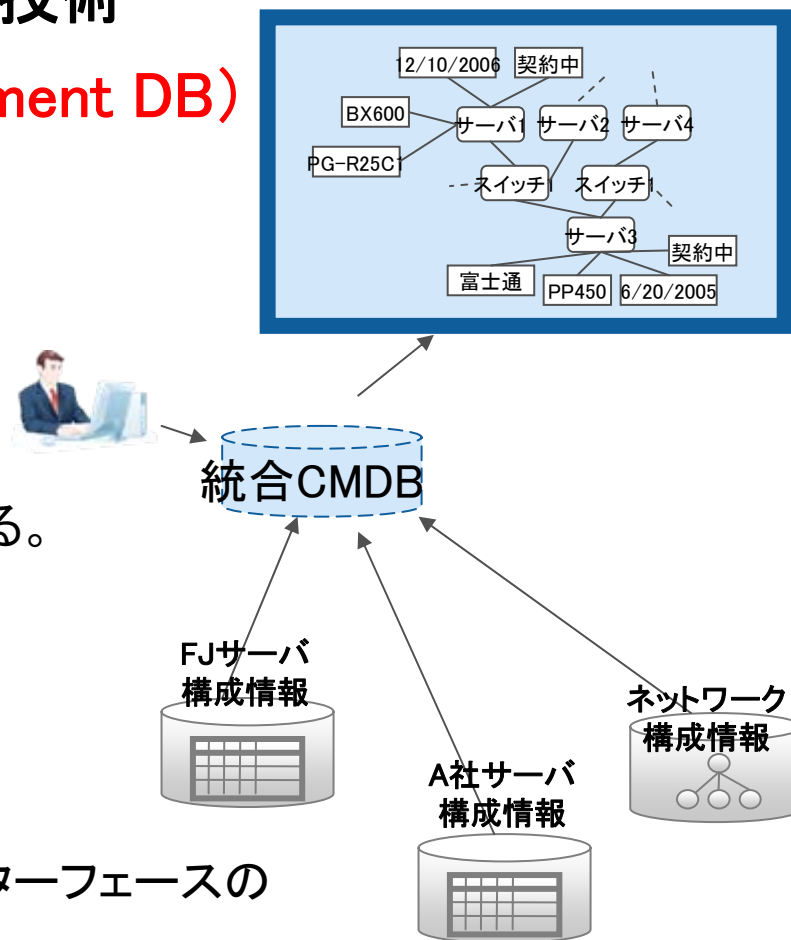 技術
ment DB）
12/10/2006 契約中
BX600
サーバ1 サーバ2 サーバ4
PG-R25C1
スイッチ1 スイッチ1
サーバ3
契約中
富士通
PP450 6/20/2005
統合CMDB
る。
FJサーバ
構成情報
ネットワーク
構成情報
A社サーバ
構成情報
ターフェースの